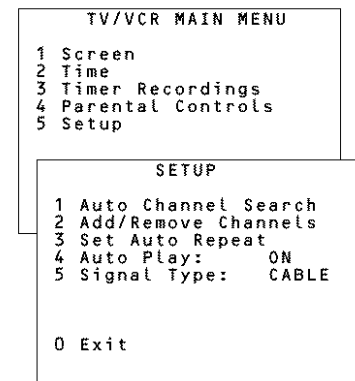 TV/VCR MAIN MENU
1 Screen
2 Time
3 Timer Recordings
4 Parental Controls
5 Setup
SETUP
1 Auto Channel Search
2 Add/Remove Channels
3 Set Auto Repeat
4 Auto Play: ON
5 Signal Type: CABLE
0 Exit